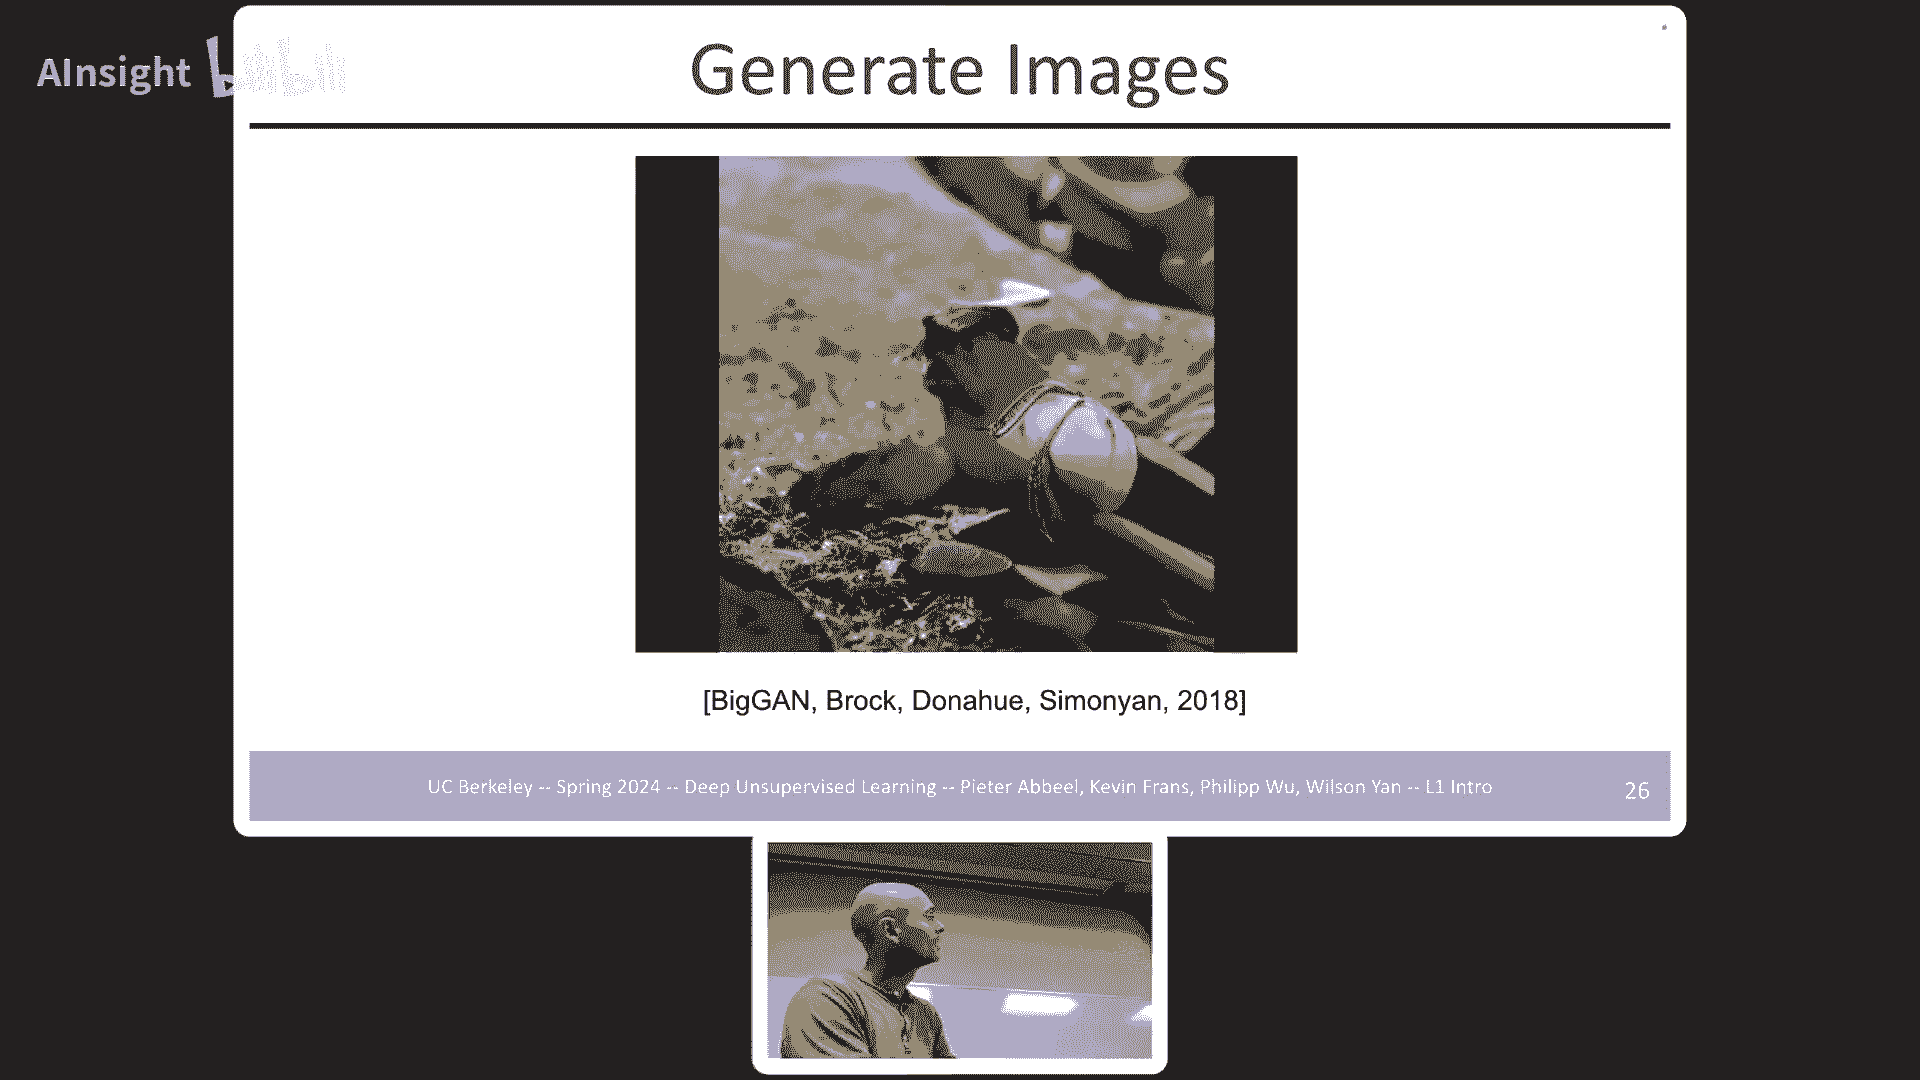 AInsight
Generate Images
[BigGAN, Brock, Donahue, Simonyan, 2018]
UC Berkeley -- Spring 2024 -- Deep Unsupervised Learning -- Pieter Abbeel, Kevin Frans, Philipp Wu, Wilson Yan -- L1 Intro
26